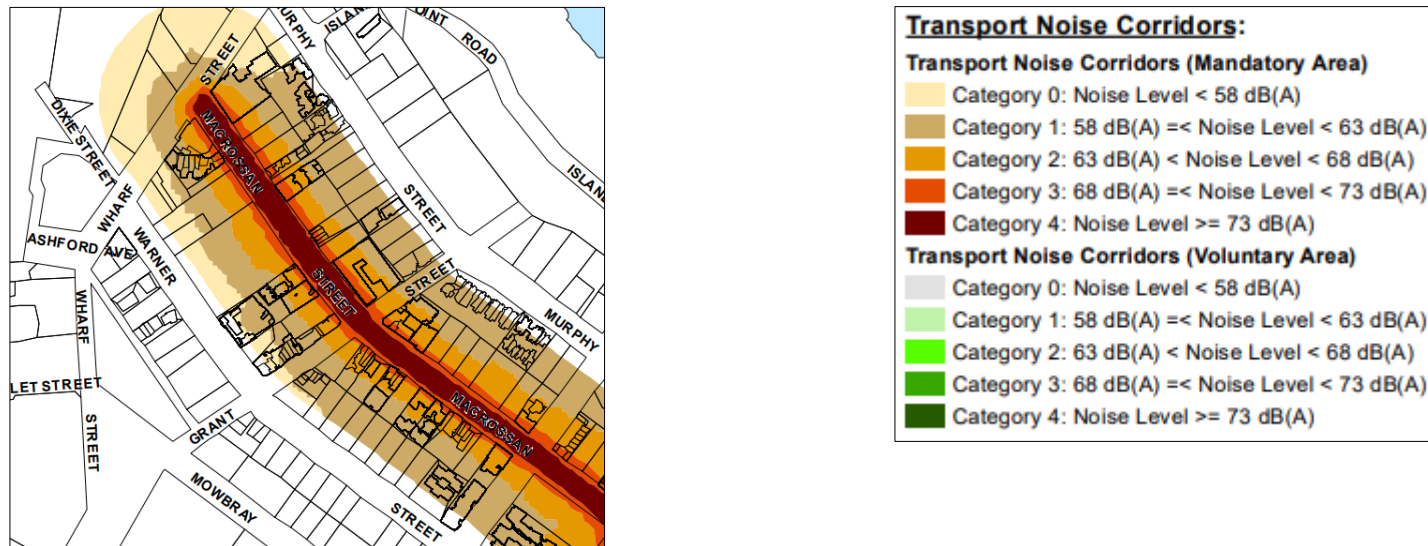 URPHY
ISLAN
OINT
ROAD
STREET
DIXIE STREET
MACROSSAN
ISLAND
WHARF
STREET
ASHFORD AVE
WARNER
STREET
STREET
WHARF
MURPHY
LET STREET
MACROSSAN
STREET
GRANT
MOWBRAY
STREET
Transport Noise Corridors:
Transport Noise Corridors (Mandatory Area)
Category 0: Noise Level < 58 dB(A)
Category 1: 58 dB(A) =< Noise Level < 63 dB(A)
Category 2: 63 dB(A) < Noise Level < 68 dB(A)
Category 3: 68 dB(A) =< Noise Level < 73 dB(A)
Category 4: Noise Level >= 73 dB(A)
Transport Noise Corridors (Voluntary Area)
Category 0: Noise Level < 58 dB(A)
Category 1: 58 dB(A) =< Noise Level < 63 dB(A)
Category 2: 63 dB(A) < Noise Level < 68 dB(A)
Category 3: 68 dB(A) =< Noise Level < 73 dB(A)
Category 4: Noise Level >= 73 dB(A)